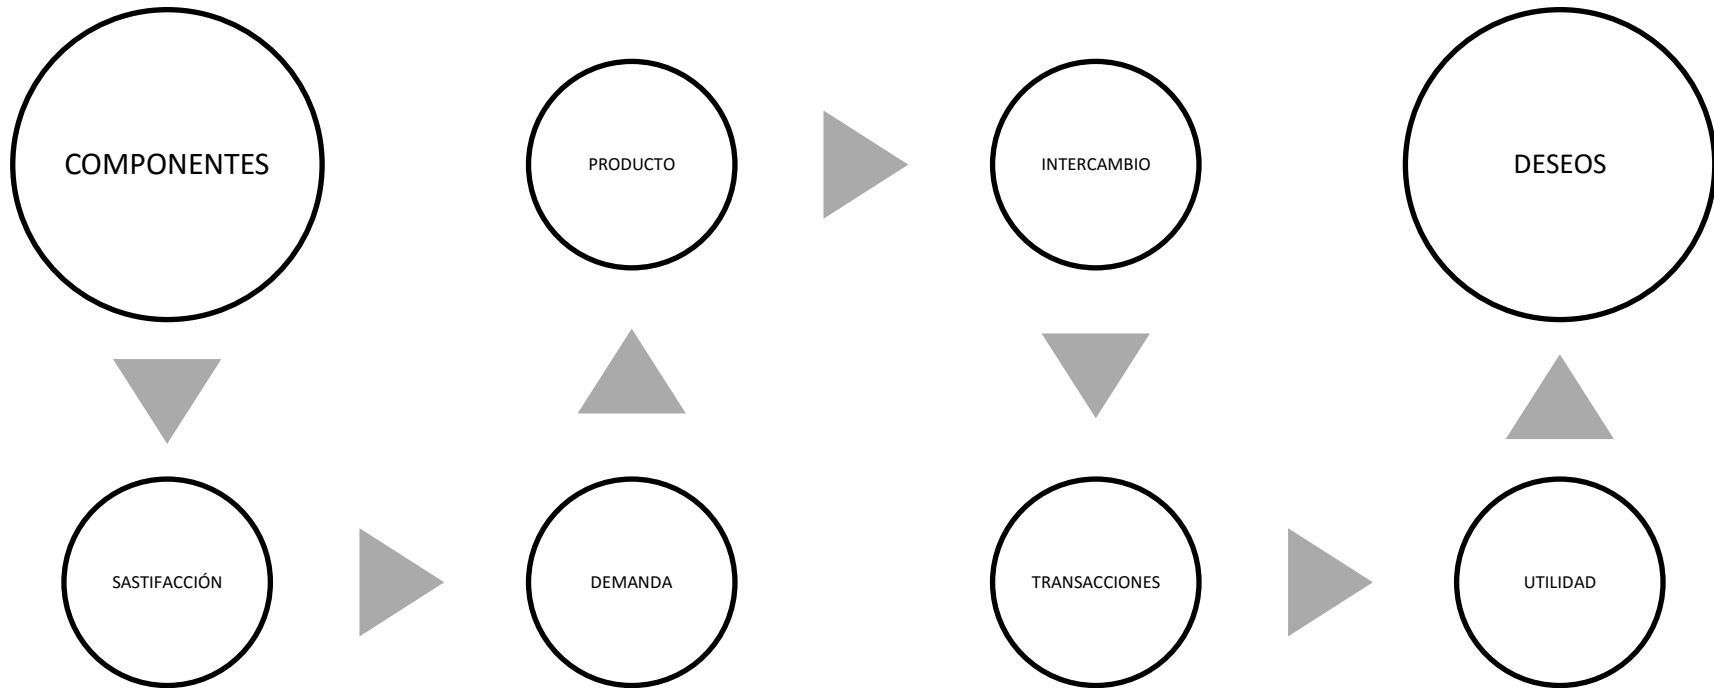 COMPONENTES
SASTIFACCIÓN
DEMANDA
PRODUCTO
INTERCAMBIO
TRANSACCIONES
UTILIDAD
DESEOS